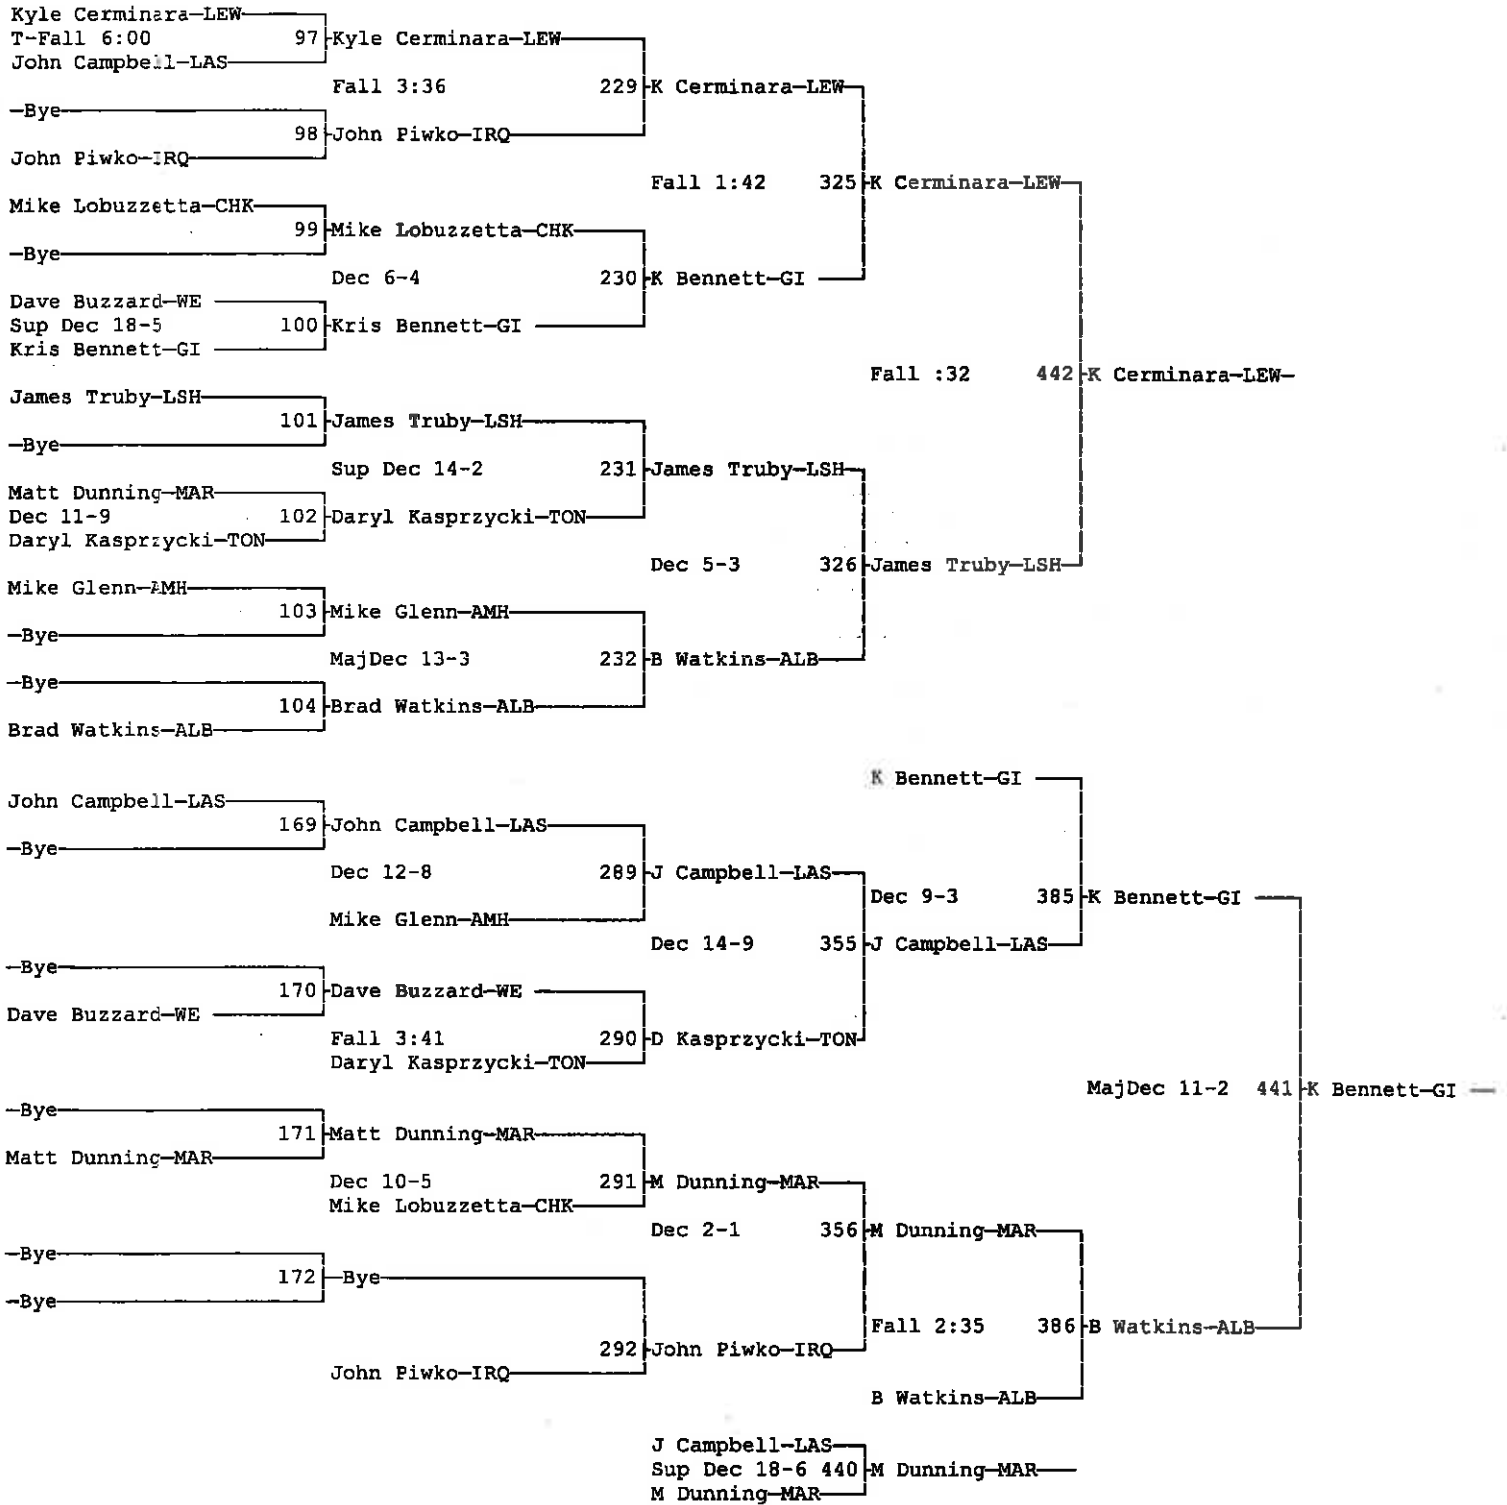 Kyle Cerminara—LEW
T-Fall 6:00 97 Kyle Cerminara—LEW
John Campbell—LAS
Fall 3:36 229 K Cerminara—LEW
—Bye
98 John Piwko—IRQ
John Piwko—IRQ
Fall 1:42 325 K Cerminara—LEW
Mike Lobuzzetta—CHK
99 Mike Lobuzzetta—CHK
—Bye
Dec 6-4 230 K Bennett—GI
Dave Buzzard—WE
Sup Dec 18-5 100 Kris Bennett—GI
Kris Bennett—GI
Fall :32 442 K Cerminara—LEW—
James Truby—LSH
101 James Truby—LSH
—Bye
Sup Dec 14-2 231 James Truby—LSH
Matt Dunning—MAR
Dec 11-9 102 Daryl Kasprzycki—TON
Daryl Kasprzycki—TON
Dec 5-3 326 James Truby—LSH
Mike Glenn—AMH
103 Mike Glenn—AMH
—Bye
MajDec 13-3 232 B Watkins—ALB
—Bye
104 Brad Watkins—ALB
Brad Watkins—ALB
K Bennett—GI
John Campbell—LAS
169 John Campbell—LAS
—Bye
Dec 12-8 289 J Campbell—LAS
Dec 9-3 385 K Bennett—GI
Mike Glenn—AMH
Dec 14-9 355 J Campbell—LAS
—Bye
170 Dave Buzzard—WE
Dave Buzzard—WE
Fall 3:41 290 D Kasprzycki—TON
Daryl Kasprzycki—TON
MajDec 11-2 441 K Bennett—GI —
—Bye
171 Matt Dunning—MAR
Matt Dunning—MAR
Dec 10-5 291 M Dunning—MAR
Mike Lobuzzetta—CHK
Dec 2-1 356 M Dunning—MAR
—Bye
172 —Bye
—Bye
Fall 2:35 386 B Watkins—ALB
292 John Piwko—IRQ
John Piwko—IRQ
B Watkins—ALB
J Campbell—LAS
Sup Dec 18-6 440 M Dunning—MAR
M Dunning—MAR